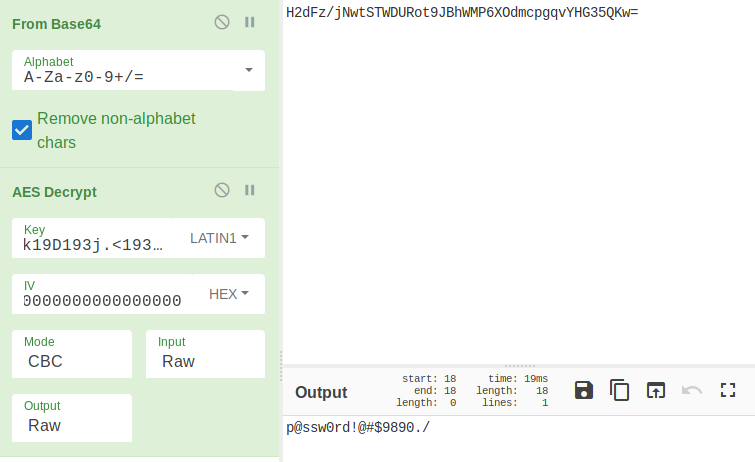 From Base64
Alphabet
A-Za-z0-9+/=
Remove non-alphabet
chars
AES Decrypt
Key
k19D193j.<193…
LATIN1
IV
0000000000000000
HEX
Mode
CBC
Input
Raw
Output
Raw
H2dFz/jNwtSTWDURot9JBhWMP6XOdmcpgqvYHG35QKw=
Output
start: 18
end: 18
length: 0
time: 19ms
length: 18
lines: 1
p@ssw0rd!@#$9890./